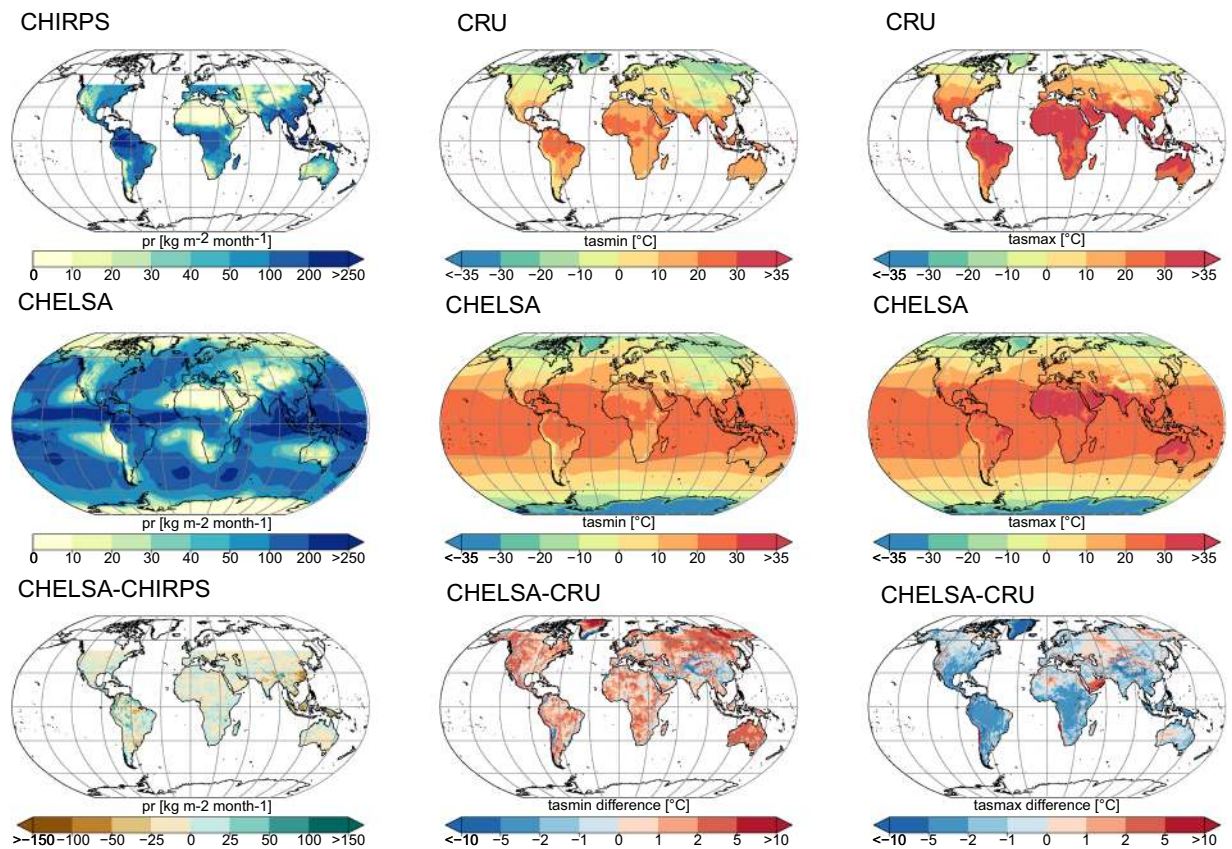 CHIRPS CRU CRU
pr [kg m-2 month-1] tasmin [°C] tasmax [°C]
0 10 20 30 40 50 100 200 >250 <−35 −30 −20 −10 0 10 20 30 >35 <−35 −30 −20 −10 0 10 20 30 >35
CHELSA CHELSA CHELSA
pr [kg m-2 month-1] tasmin [°C] tasmax [°C]
0 10 20 30 40 50 100 200 >250 <−35 −30 −20 −10 0 10 20 30 >35 <−35 −30 −20 −10 0 10 20 30 >35
CHELSA-CHIRPS CHELSA-CRU CHELSA-CRU
pr [kg m-2 month-1] tasmin difference [°C] tasmax difference [°C]
>−150 −100 −50 −25 0 25 50 100 >150 <−10 −5 −2 −1 0 1 2 5 >10 <−10 −5 −2 −1 0 1 2 5 >10